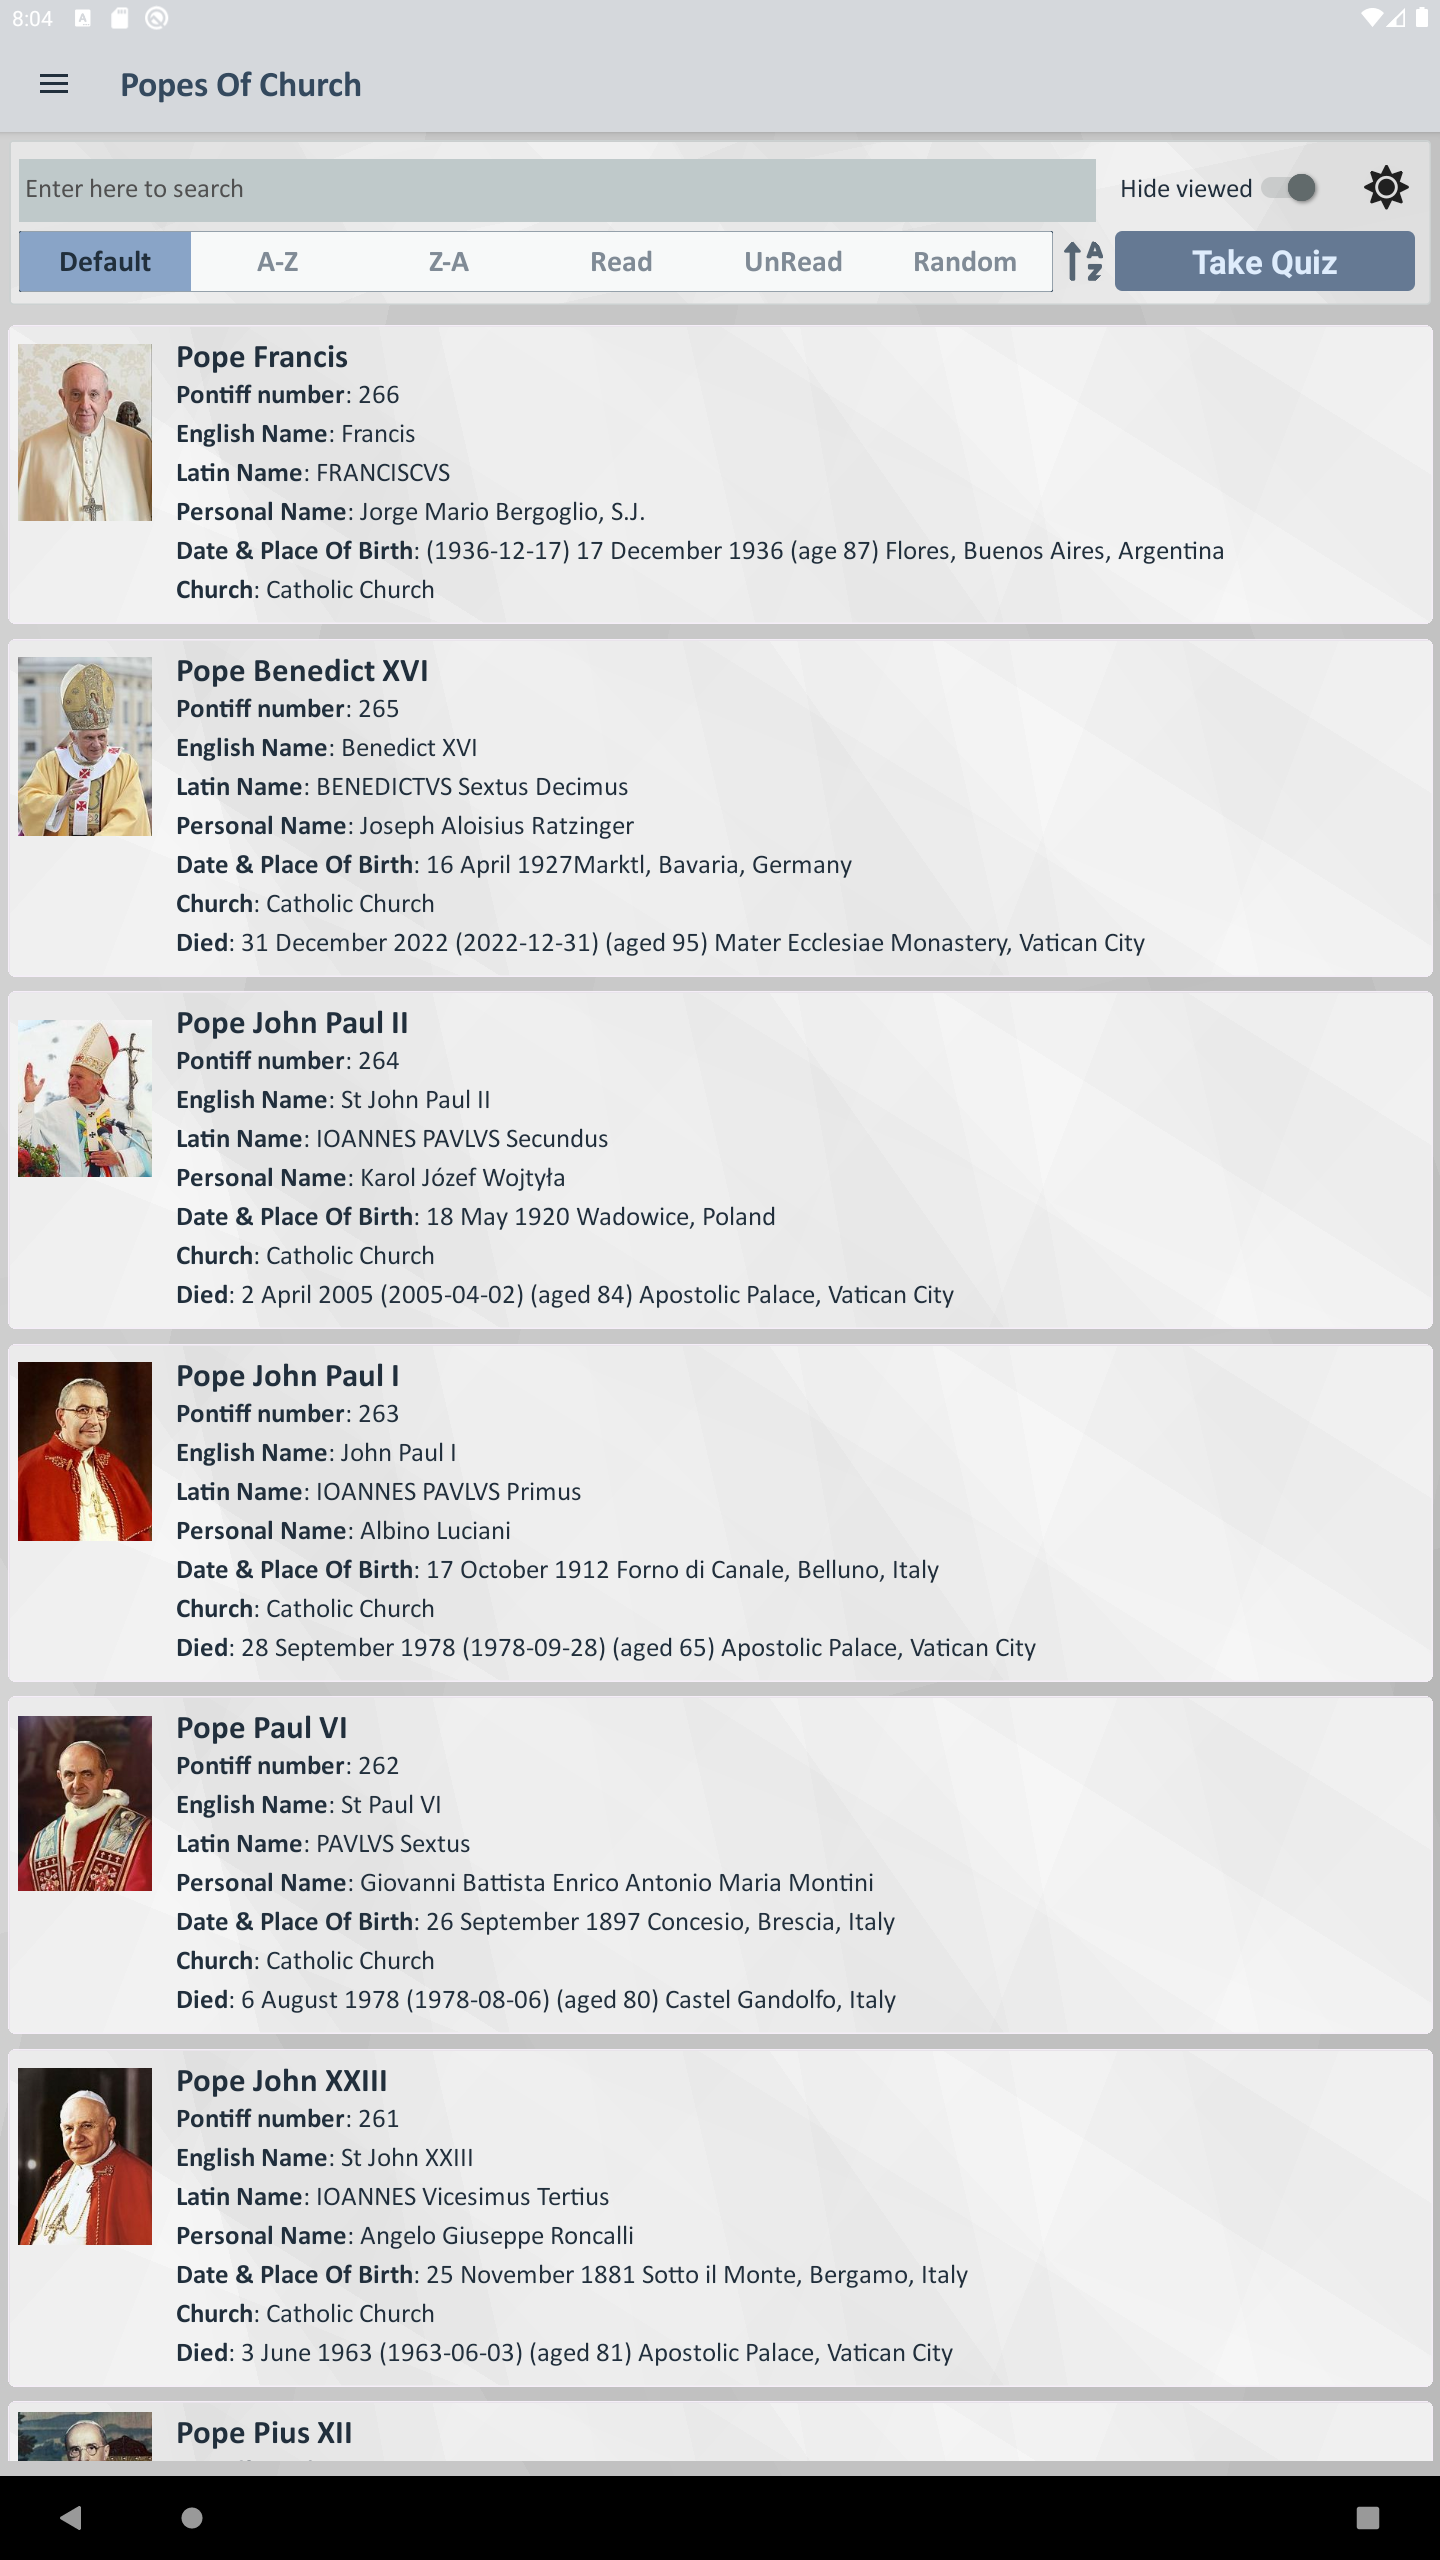 8:04
Popes Of Church
Enter here to search
Hide viewed
Default A-Z Z-A Read UnRead Random
A Z
Take Quiz
Pope Francis
Pontiff number: 266
English Name: Francis
Latin Name: FRANCISCVS
Personal Name: Jorge Mario Bergoglio, S.J.
Date & Place Of Birth: (1936-12-17) 17 December 1936 (age 87) Flores, Buenos Aires, Argentina
Church: Catholic Church
Pope Benedict XVI
Pontiff number: 265
English Name: Benedict XVI
Latin Name: BENEDICTVS Sextus Decimus
Personal Name: Joseph Aloisius Ratzinger
Date & Place Of Birth: 16 April 1927Marktl, Bavaria, Germany
Church: Catholic Church
Died: 31 December 2022 (2022-12-31) (aged 95) Mater Ecclesiae Monastery, Vatican City
Pope John Paul II
Pontiff number: 264
English Name: St John Paul II
Latin Name: IOANNES PAVLVS Secundus
Personal Name: Karol Józef Wojtyła
Date & Place Of Birth: 18 May 1920 Wadowice, Poland
Church: Catholic Church
Died: 2 April 2005 (2005-04-02) (aged 84) Apostolic Palace, Vatican City
Pope John Paul I
Pontiff number: 263
English Name: John Paul I
Latin Name: IOANNES PAVLVS Primus
Personal Name: Albino Luciani
Date & Place Of Birth: 17 October 1912 Forno di Canale, Belluno, Italy
Church: Catholic Church
Died: 28 September 1978 (1978-09-28) (aged 65) Apostolic Palace, Vatican City
Pope Paul VI
Pontiff number: 262
English Name: St Paul VI
Latin Name: PAVLVS Sextus
Personal Name: Giovanni Battista Enrico Antonio Maria Montini
Date & Place Of Birth: 26 September 1897 Concesio, Brescia, Italy
Church: Catholic Church
Died: 6 August 1978 (1978-08-06) (aged 80) Castel Gandolfo, Italy
Pope John XXIII
Pontiff number: 261
English Name: St John XXIII
Latin Name: IOANNES Vicesimus Tertius
Personal Name: Angelo Giuseppe Roncalli
Date & Place Of Birth: 25 November 1881 Sotto il Monte, Bergamo, Italy
Church: Catholic Church
Died: 3 June 1963 (1963-06-03) (aged 81) Apostolic Palace, Vatican City
Pope Pius XII